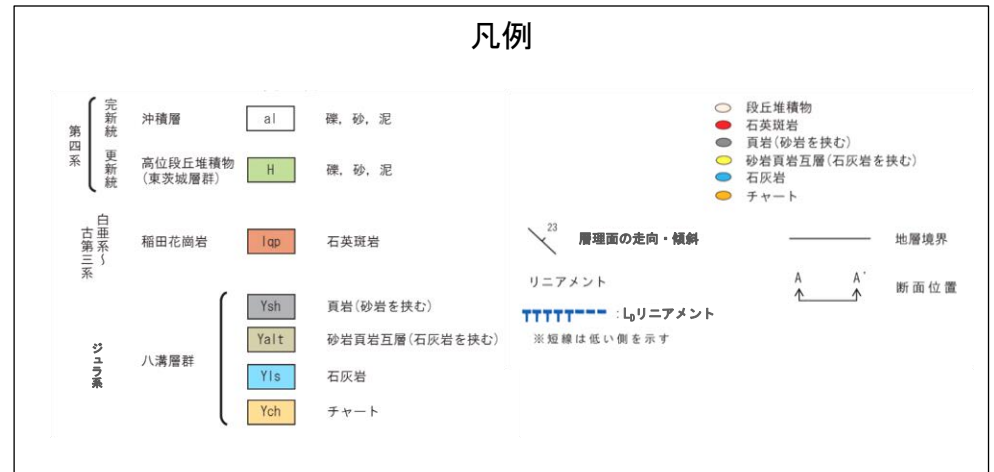 凡例
第四系
完新統
沖積層
al
礫, 砂, 泥
更新統
高位段丘堆積物
(東茨城層群)
H
礫, 砂, 泥
白亜系~
古第三系
稲田花崗岩
Iqp
石英斑岩
ジュラ系
八溝層群
Ysh
頁岩(砂岩を挟む)
Yalt
砂岩頁岩互層(石灰岩を挟む)
Yls
石灰岩
Ych
チャート
段丘堆積物
石英斑岩
頁岩(砂岩を挟む)
砂岩頁岩互層(石灰岩を挟む)
石灰岩
チャート
23
層理面の走向・傾斜
地層境界
リニアメント
A A'
断面位置
:LDリニアメント
※短線は低い側を示す